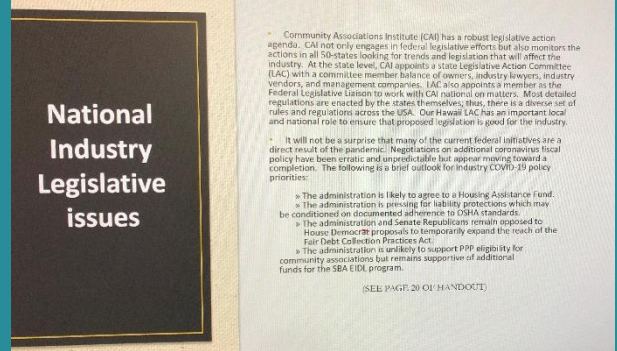 National
Industry
Legislative
issues
Community Associations Institute (CAI) has a robust legislative action
agenda. CAI not only engages in federal legislative efforts but also monitors the
actions in all 50-states looking for trends and legislation that will affect the
industry. At the state level, CAI appoints a state Legislative Action Committee
(LAC) with a committee member balance of owners, industry lawyers, industry
vendors, and management companies. LAC also appoints a member as the
Federal Legislative Liaison to work with CAI national on matters. Most detailed
regulations are enacted by the states themselves; thus, there is a diverse set of
rules and regulations across the USA. Our Hawaii LAC has an important local
and national role to ensure that proposed legislation is good for the industry.
It will not be a surprise that many of the current federal initiatives are a
direct result of the pandemic. Negotiations on additional coronavirus fiscal
policy have been erratic and unpredictable but appear moving toward a
completion. The following is a brief outlook for industry COVID-19 policy
priorities:
» The administration is likely to agree to a Housing Assistance Fund.
» The administration is pressing for liability protections which may
be conditioned on documented adherence to OSHA standards.
» The administration and Senate Republicans remain opposed to
House Democrat proposals to temporarily expand the reach of the
Fair Debt Collection Practices Act.
» The administration is unlikely to support PPP eligibility for
community associations but remains supportive of additional
funds for the SBA EIDL program.
(SEE PAGE 20 OF HANDOUT)